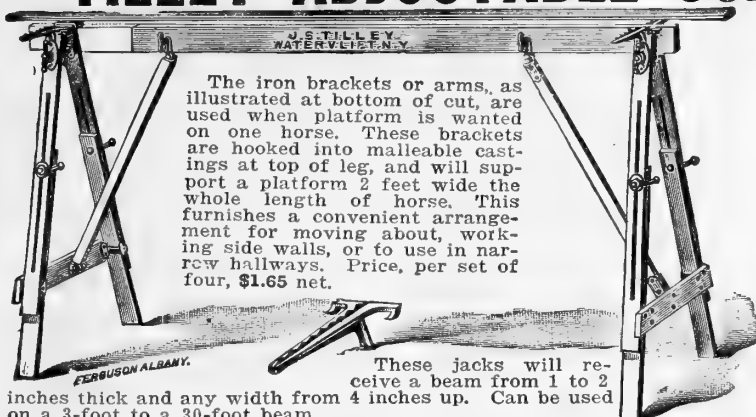 TILLEY ADJUSTABLE
J.S.TILLEY
WATERVLIET.N.Y
The iron brackets or arms, as
illustrated at bottom of cut, are
used when platform is wanted
on one horse. These brackets
are hooked into malleable cast-
ings at top of leg, and will sup-
port a platform 2 feet wide the
whole length of horse. This
furnishes a convenient arrange-
ment for moving about, work-
ing side walls, or to use in nar-
row hallways. Price, per set of
four, $1.65 net.
FERGUSON ALBANY.
These jacks will re-
ceive a beam from 1 to 2
inches thick and any width from 4 inches up. Can be used
on a 3-foot to a 30-foot beam